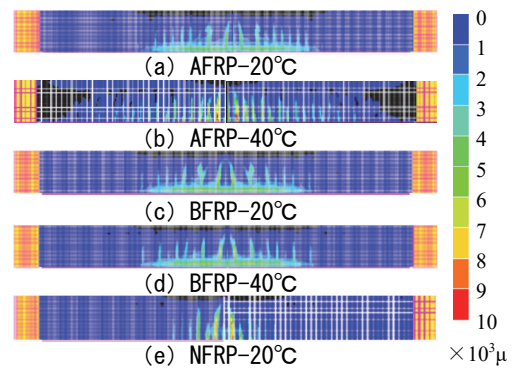 (a) AFRP-20℃
(b) AFRP-40℃
(c) BFRP-20℃
(d) BFRP-40℃
(e) NFRP-20℃
0
1
2
3
4
5
6
7
8
9
10
×10³μ